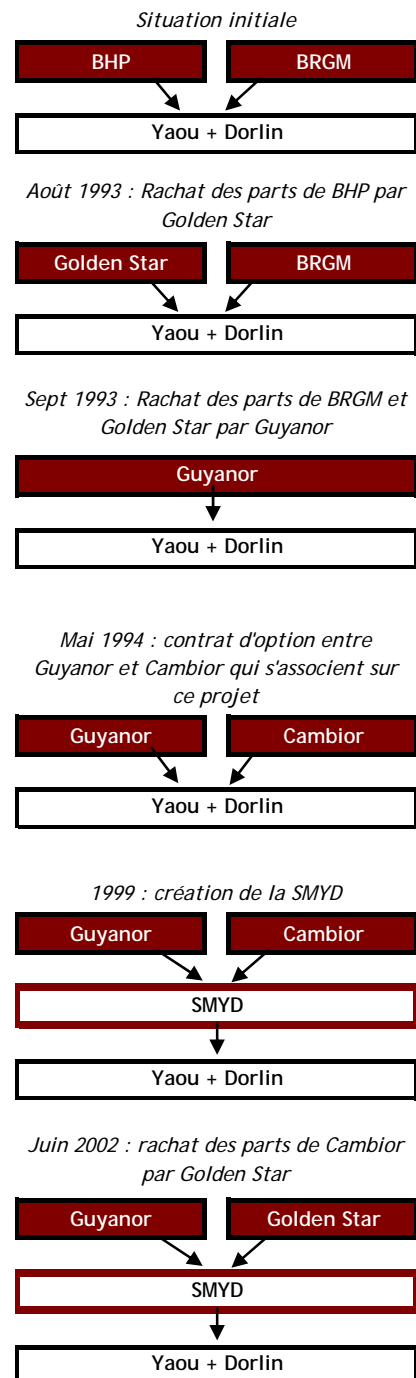 Situation initiale
BHP BRGM
Yaou + Dorlin
Août 1993 : Rachat des parts de BHP par
Golden Star
Golden Star BRGM
Yaou + Dorlin
Sept 1993 : Rachat des parts de BRGM et
Golden Star par Guyanor
Guyanor
Yaou + Dorlin
Mai 1994 : contrat d'option entre
Guyanor et Cambior qui s'associent sur
ce projet
Guyanor Cambior
Yaou + Dorlin
1999 : création de la SMYD
Guyanor Cambior
SMYD
Yaou + Dorlin
Juin 2002 : rachat des parts de Cambior
par Golden Star
Guyanor Golden Star
SMYD
Yaou + Dorlin